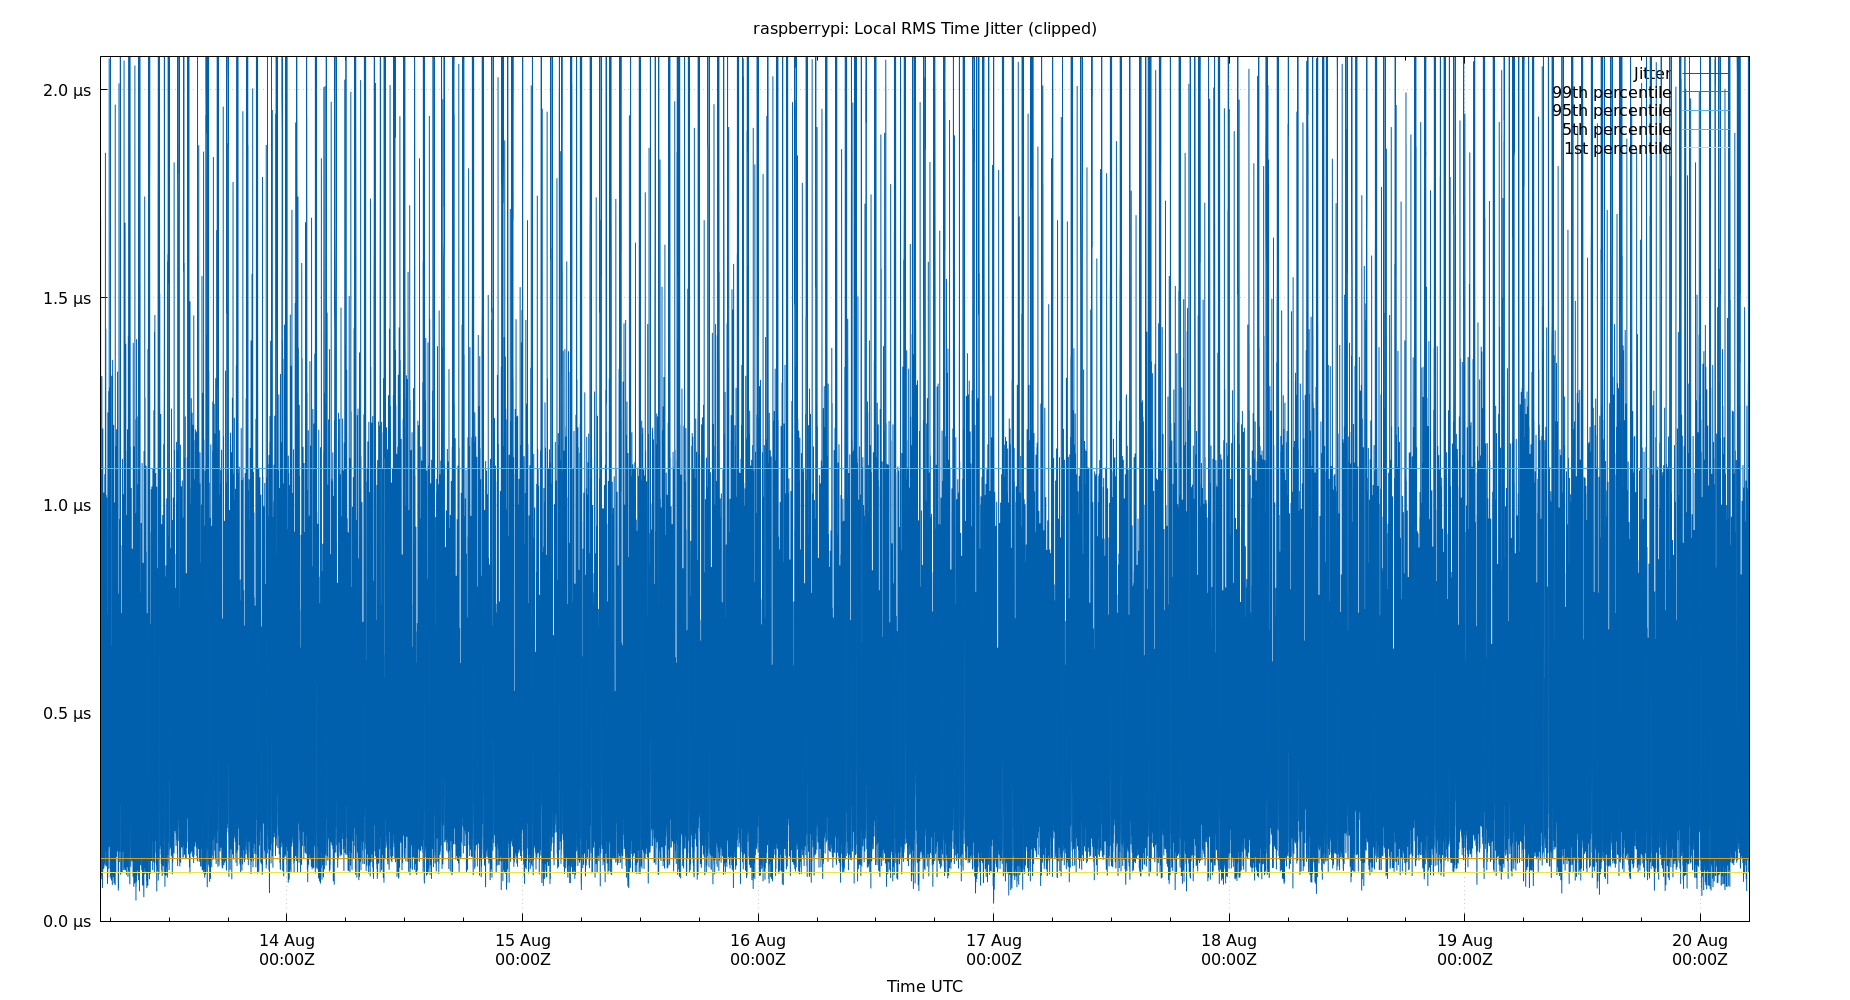 raspberrypi: Local RMS Time Jitter (clipped)
2.0 μs
1.5 μs
1.0 μs
0.5 μs
0.0 μs
Jitter
99th percentile
95th percentile
5th percentile
1st percentile
14 Aug
00:00Z
15 Aug
00:00Z
16 Aug
00:00Z
17 Aug
00:00Z
18 Aug
00:00Z
19 Aug
00:00Z
20 Aug
00:00Z
Time UTC